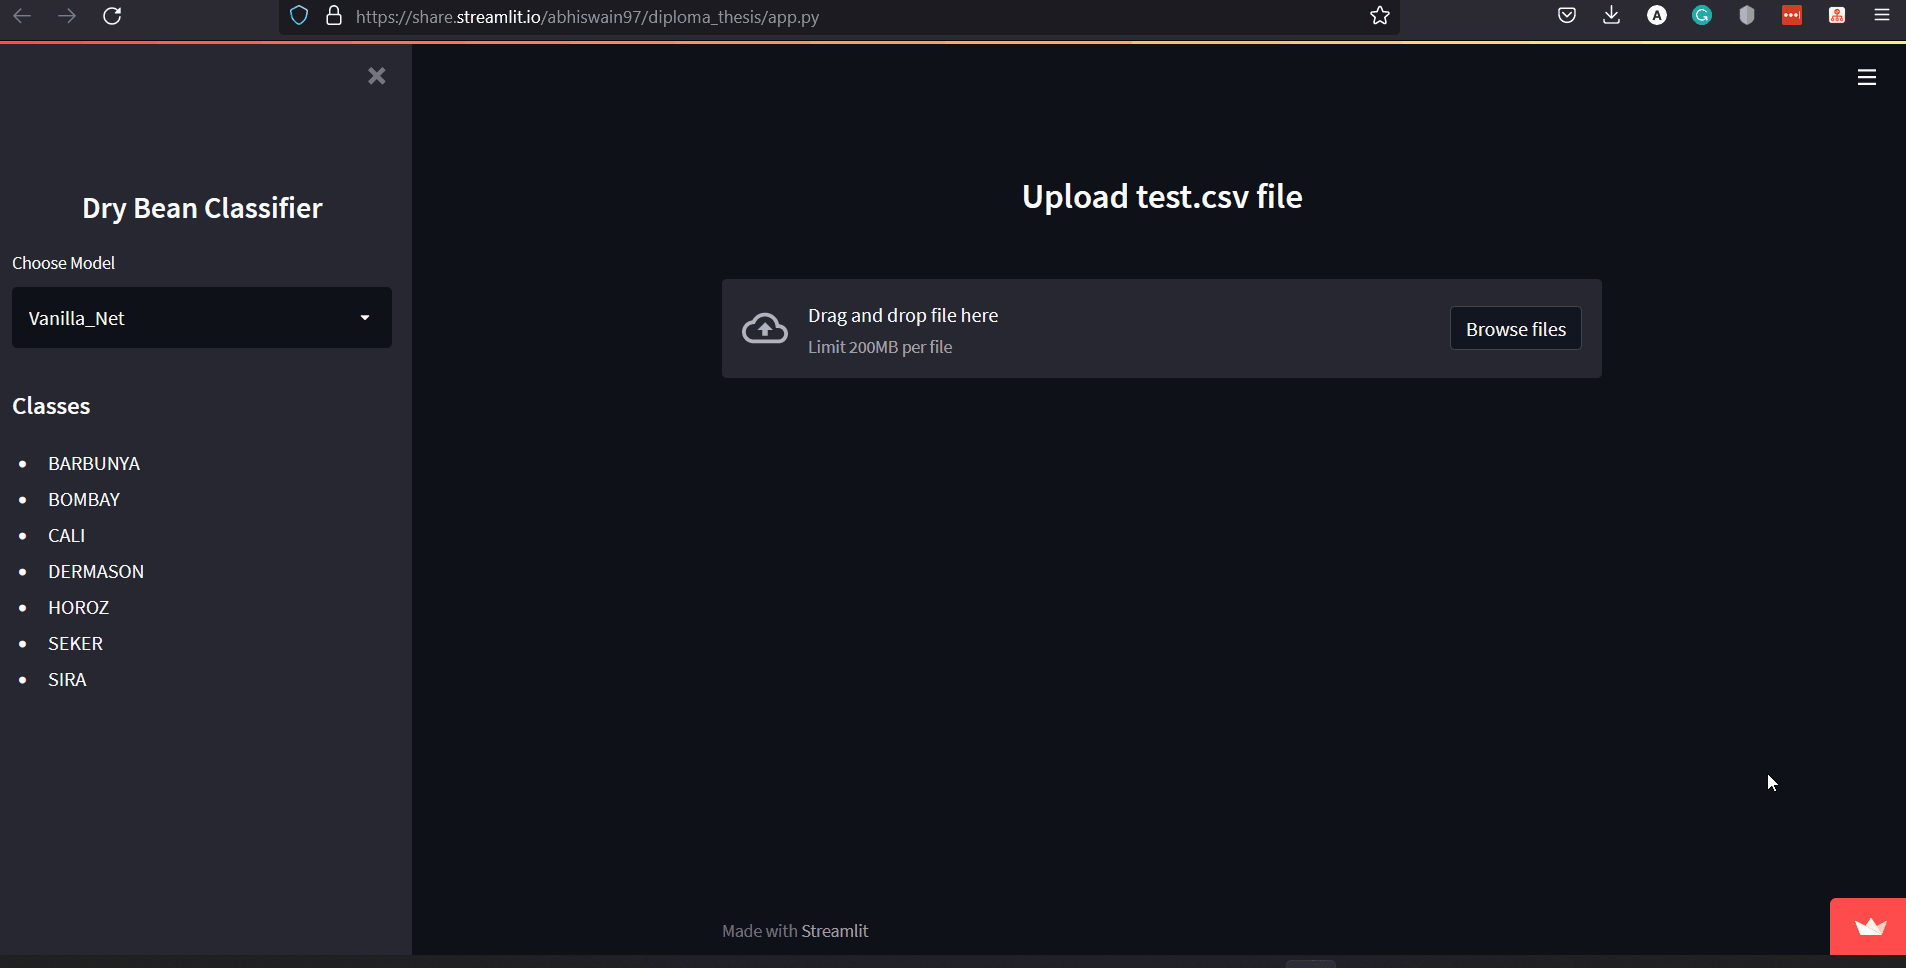 https://share.streamlit.io/abhiswain97/diploma_thesis/app.py
A
Dry Bean Classifier
Choose Model
Vanilla_Net
Classes
BARBUNYA
BOMBAY
CALI
DERMASON
HOROZ
SEKER
SIRA
Upload test.csv file
Drag and drop file here
Limit 200MB per file
Browse files
Made with Streamlit